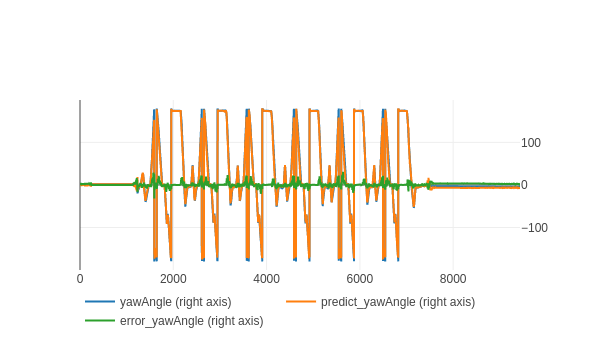 100
0
−100
0 2000 4000 6000 8000
yawAngle (right axis) predict_yawAngle (right axis)
error_yawAngle (right axis)